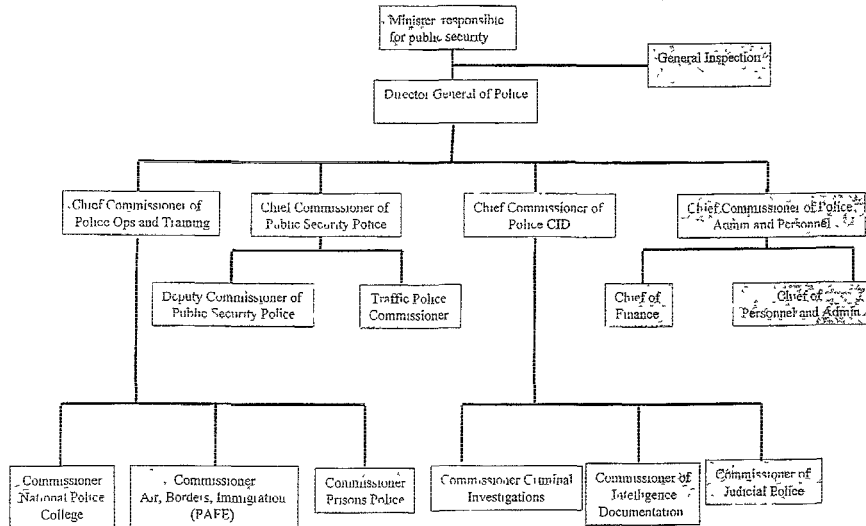 Minister responsible
for public security
General Inspection
Director General of Police
Chief Commissioner of
Police Ops and Training
Chief Commissioner of
Public Security Police
Chief Commissioner of
Police CID
Chief Commissioner of Police
Admin and Personnel
Deputy Commissioner of
Public Security Police
Traffic Police
Commissioner
Chief of
Finance
Chief of
Personnel and Admin
Commissioner
National Police
College
Commissioner
Air, Borders, Immigration
(PAFE)
Commissioner
Prisons Police
Commissioner Criminal
Investigations
Commissioner of
Intelligence
Documentation
Commissioner of
Judicial Police